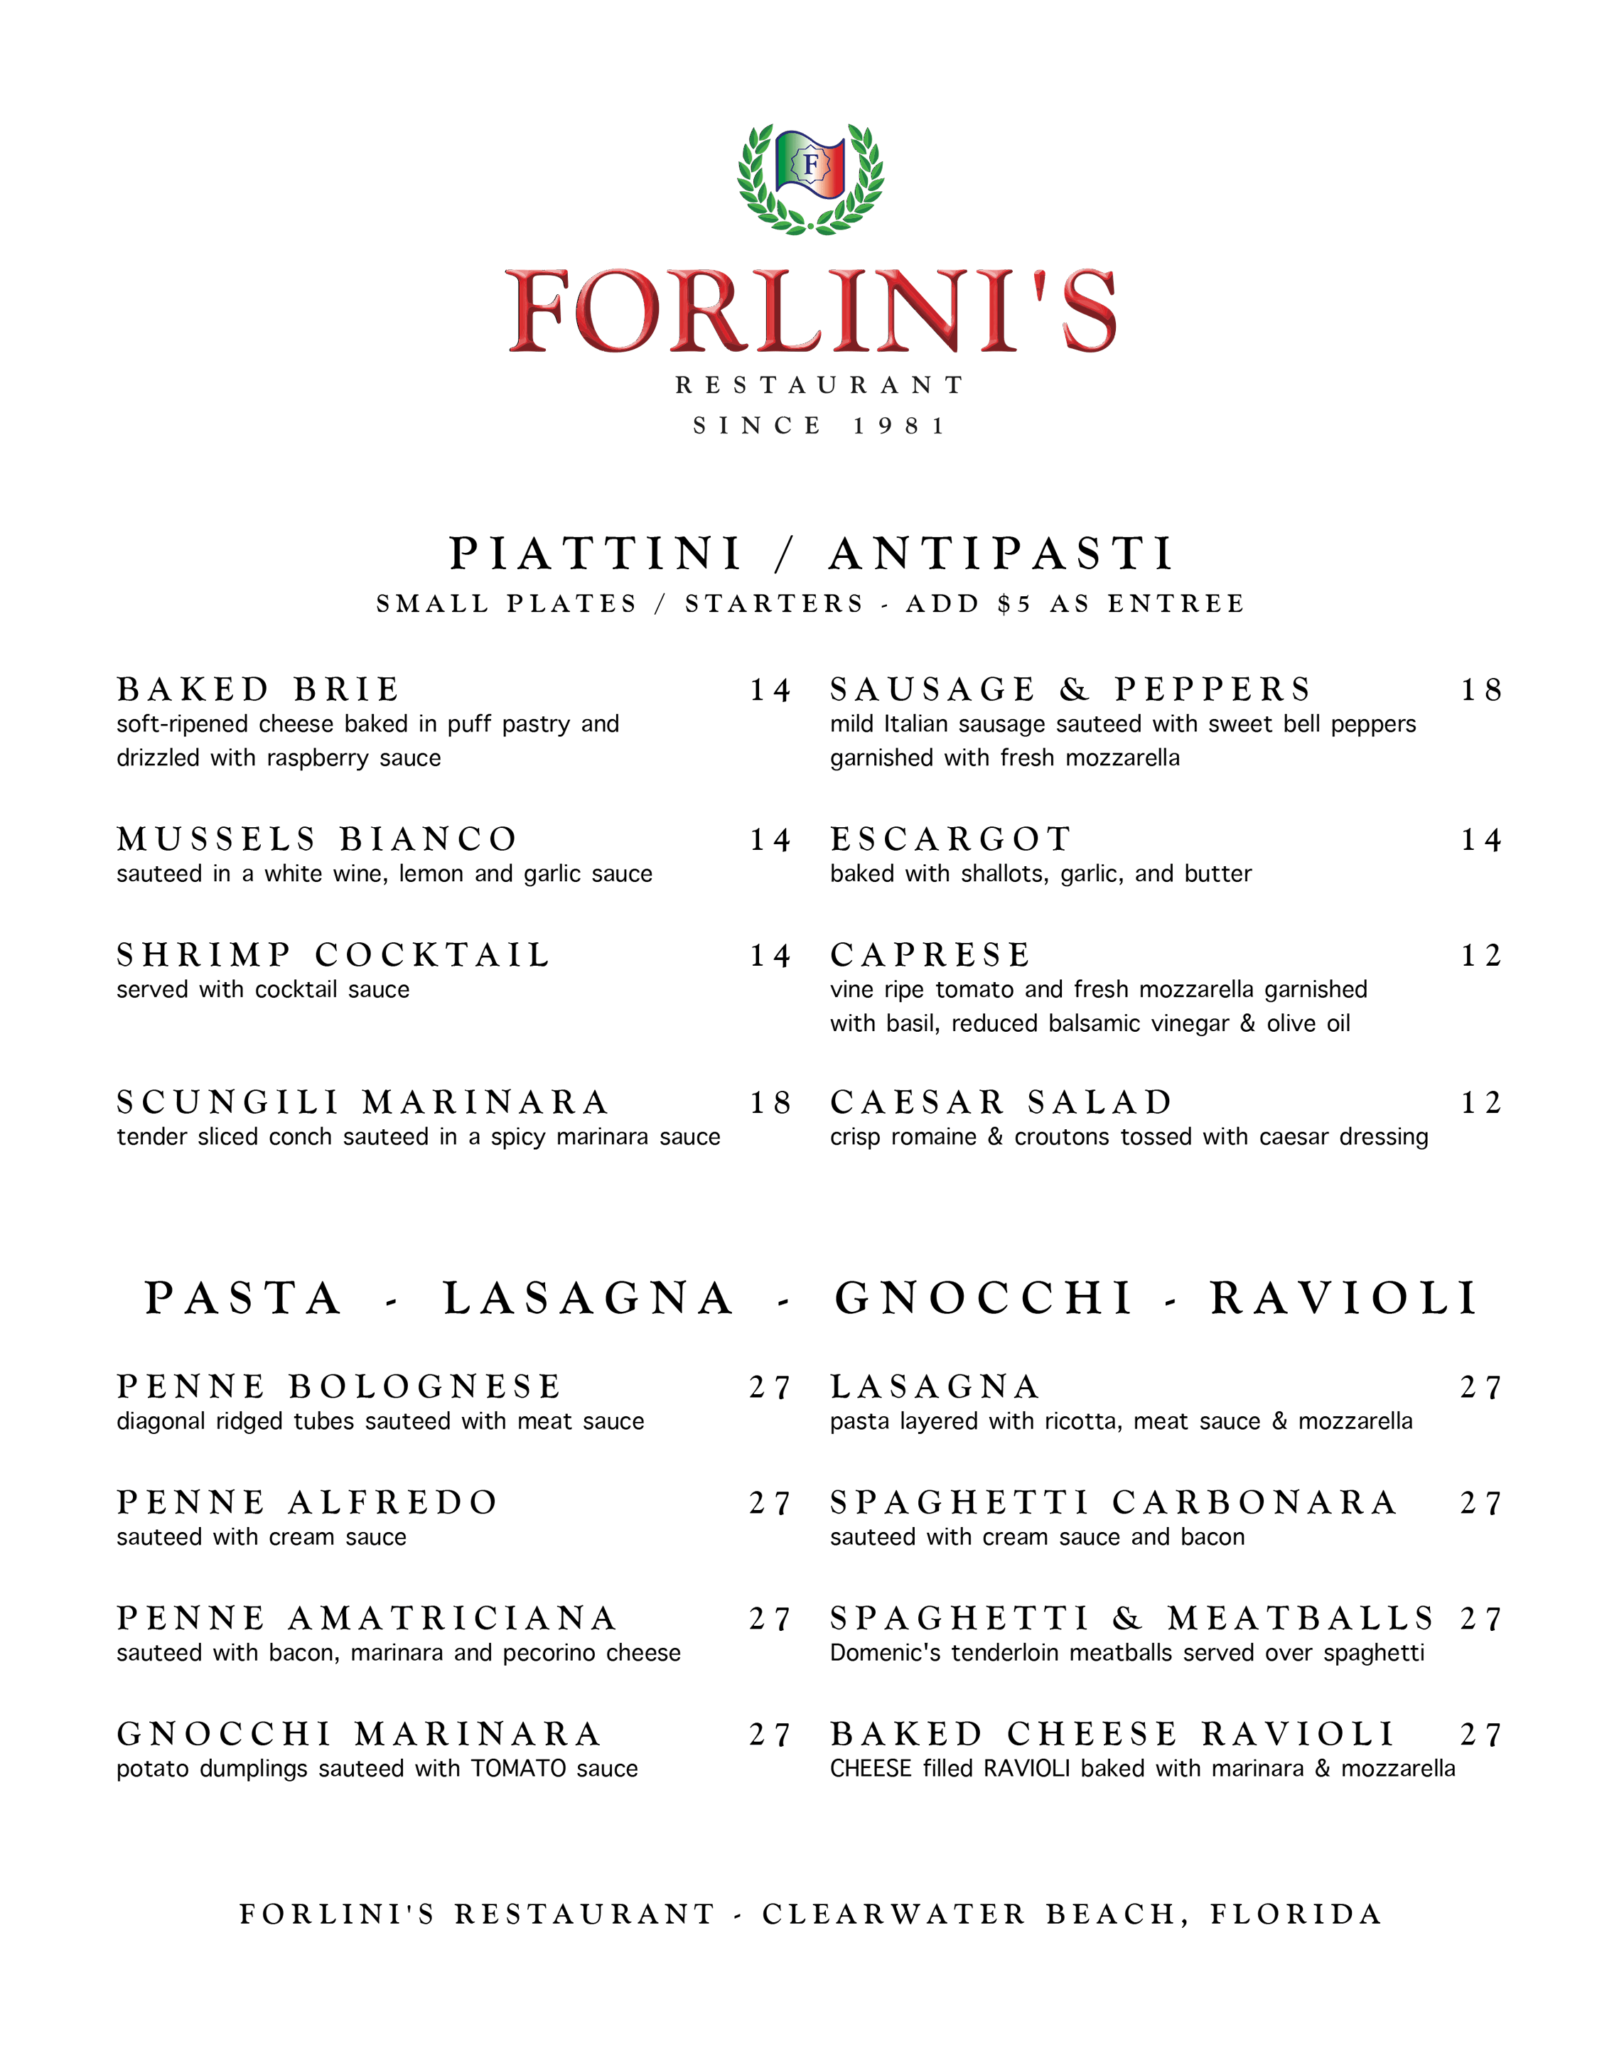 F
FORLINI'S
RESTAURANT
SINCE 1981
PIATTINI / ANTIPASTI
SMALL PLATES / STARTERS - ADD $5 AS ENTREE
BAKED BRIE 14
soft-ripened cheese baked in puff pastry and
drizzled with raspberry sauce
MUSSELS BIANCO 14
sauteed in a white wine, lemon and garlic sauce
SHRIMP COCKTAIL 14
served with cocktail sauce
SCUNGILI MARINARA 18
tender sliced conch sauteed in a spicy marinara sauce
SAUSAGE & PEPPERS 18
mild Italian sausage sauteed with sweet bell peppers
garnished with fresh mozzarella
ESCARGOT 14
baked with shallots, garlic, and butter
CAPRESE 12
vine ripe tomato and fresh mozzarella garnished
with basil, reduced balsamic vinegar & olive oil
CAESAR SALAD 12
crisp romaine & croutons tossed with caesar dressing
PASTA - LASAGNA - GNOCCHI - RAVIOLI
PENNE BOLOGNESE 27
diagonal ridged tubes sauteed with meat sauce
PENNE ALFREDO 27
sauteed with cream sauce
PENNE AMATRICIANA 27
sauteed with bacon, marinara and pecorino cheese
GNOCCHI MARINARA 27
potato dumplings sauteed with TOMATO sauce
LASAGNA 27
pasta layered with ricotta, meat sauce & mozzarella
SPAGHETTI CARBONARA 27
sauteed with cream sauce and bacon
SPAGHETTI & MEATBALLS 27
Domenic's tenderloin meatballs served over spaghetti
BAKED CHEESE RAVIOLI 27
CHEESE filled RAVIOLI baked with marinara & mozzarella
FORLINI'S RESTAURANT - CLEARWATER BEACH, FLORIDA